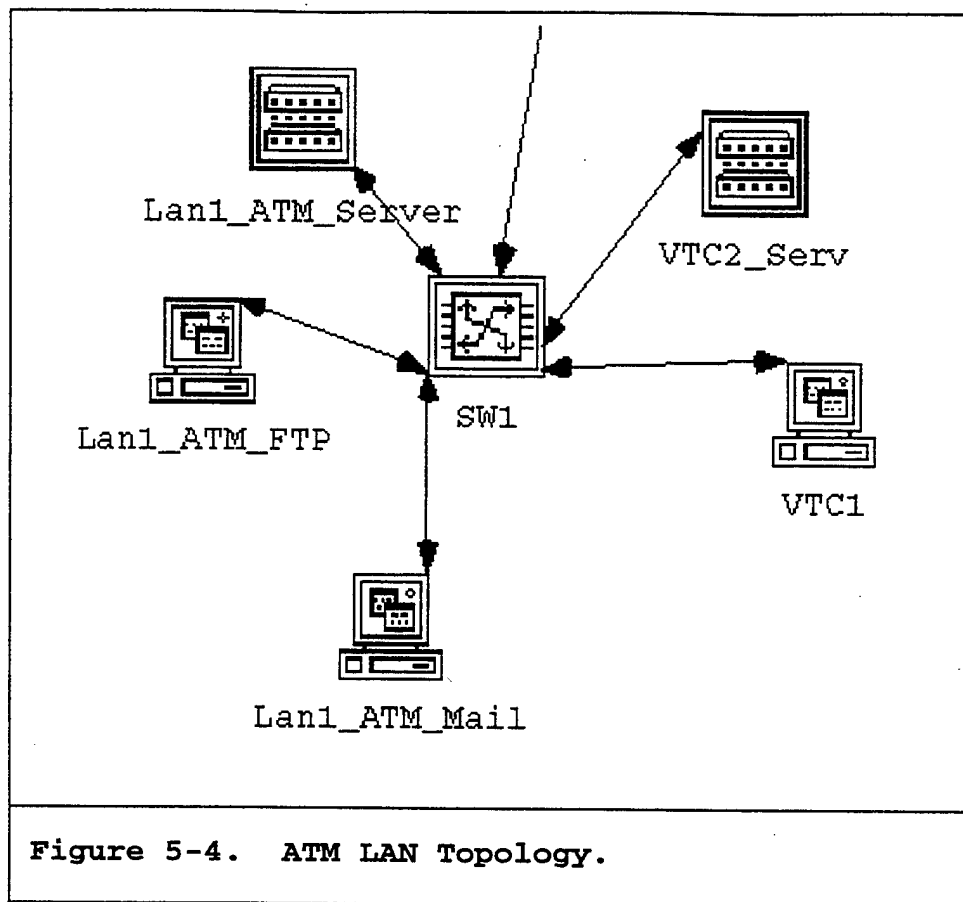 Lan1_ATM_Server
VTC2_Serv
SW1
Lan1_ATM_FTP
VTC1
Lan1_ATM_Mail
Figure 5-4. ATM LAN Topology.